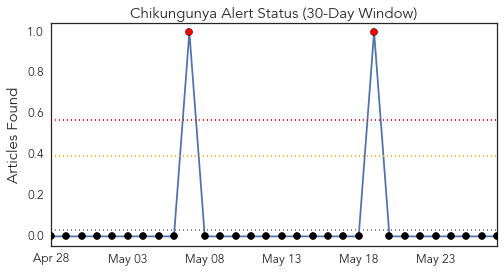 Chikungunya Alert Status (30-Day Window)
Articles Found
1.0
0.8
0.6
0.4
0.2
0.0
Apr 28 May 03 May 08 May 13 May 18 May 23